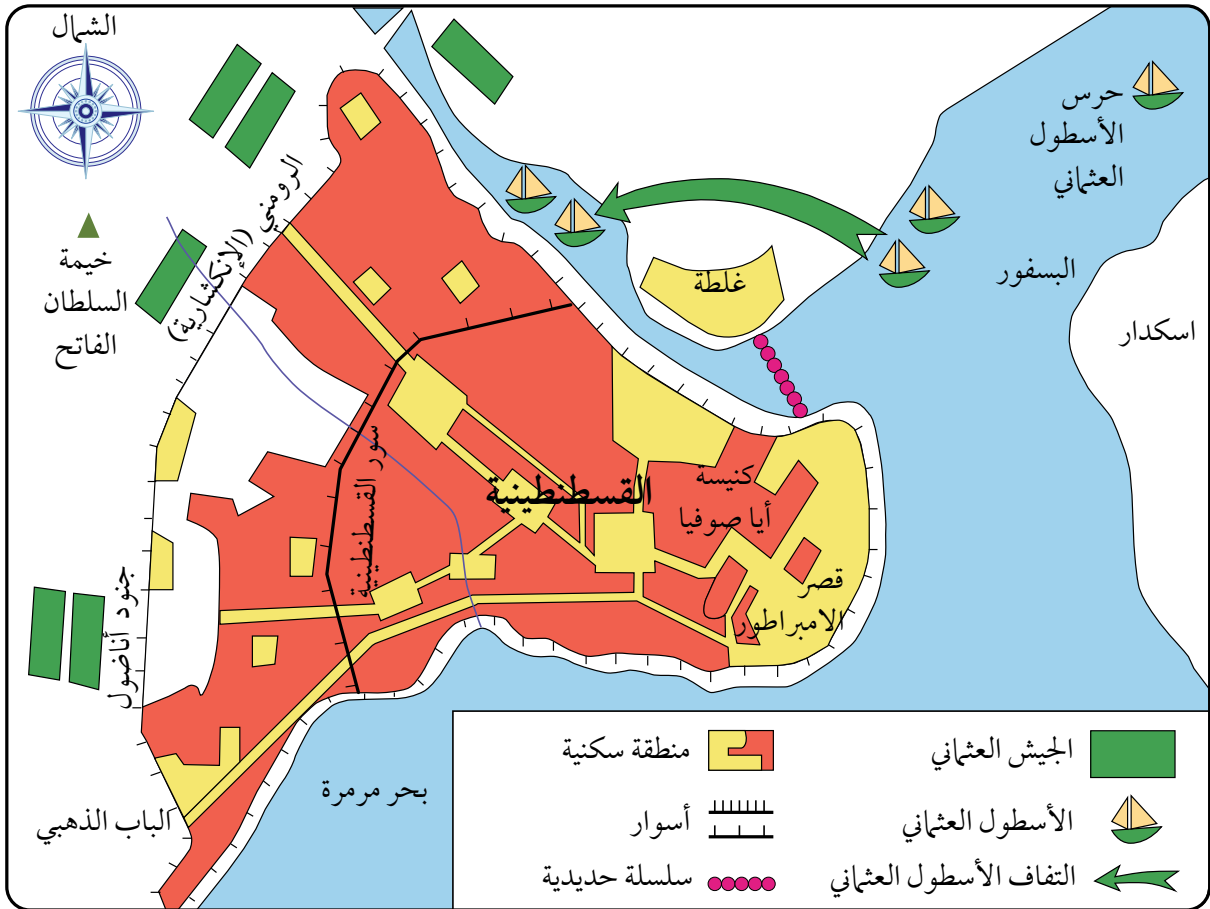 الشمال
حرس
الأسطول
العثماني
الرومني (الإنكشارية)
خيمة
السلطان
الفاتح
غلطة
البسفور
اسكدار
سور القسطنطينية
القسطنطينية
كنيسة
أيا صوفيا
قصر
الامبراطور
جنود أناضول
الباب الذهبي
بحر مرمرة
الجيش العثماني
منطقة سكنية
الأسطول العثماني
أسوار
التفاف الأسطول العثماني
سلسلة حديدية